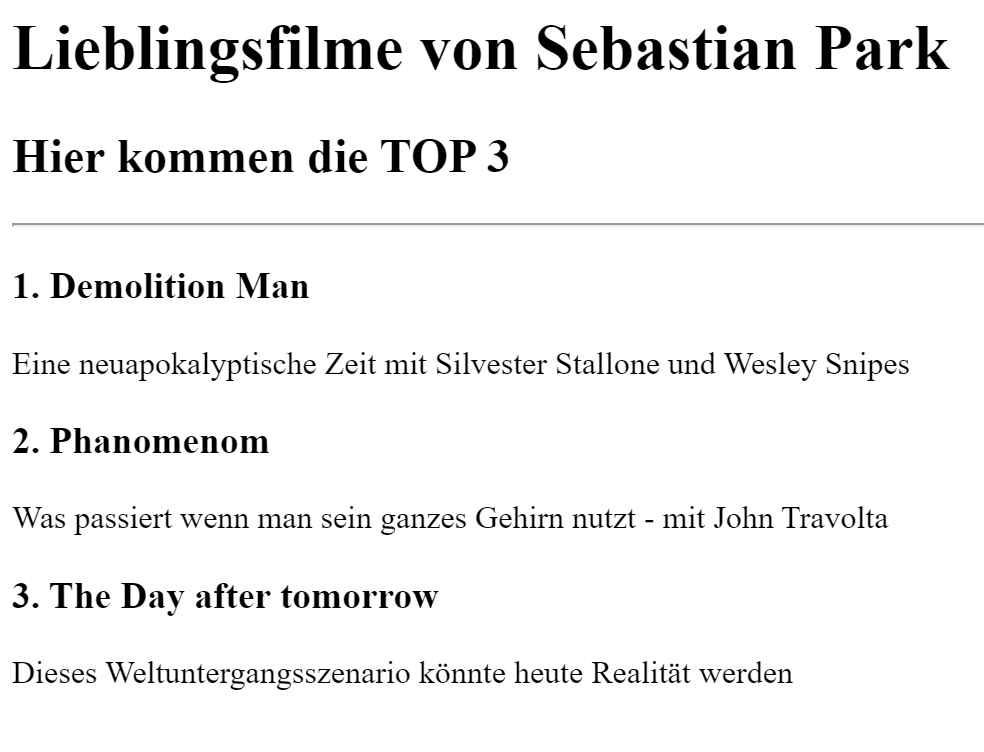 Lieblingsfilme von Sebastian Park
Hier kommen die TOP 3
1. Demolition Man
Eine neuapokalyptische Zeit mit Silvester Stallone und Wesley Snipes
2. Phanomenom
Was passiert wenn man sein ganzes Gehirn nutzt - mit John Travolta
3. The Day after tomorrow
Dieses Weltuntergangsszenario könnte heute Realität werden